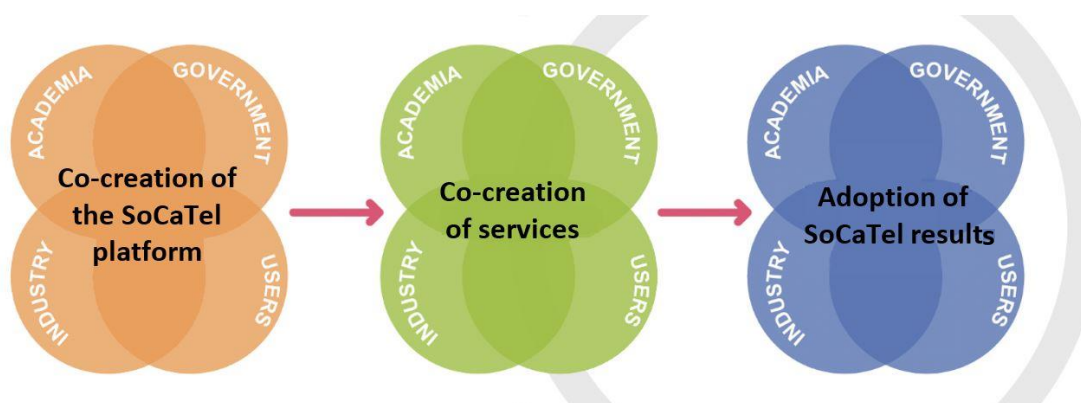 ACADEMIA
GOVERNMENT
Co-creation of
the SoCaTel
platform
INDUSTRY
USERS
ACADEMIA
GOVERNMENT
Co-creation
of services
INDUSTRY
USERS
ACADEMIA
GOVERNMENT
Adoption of
SoCaTel results
INDUSTRY
USERS